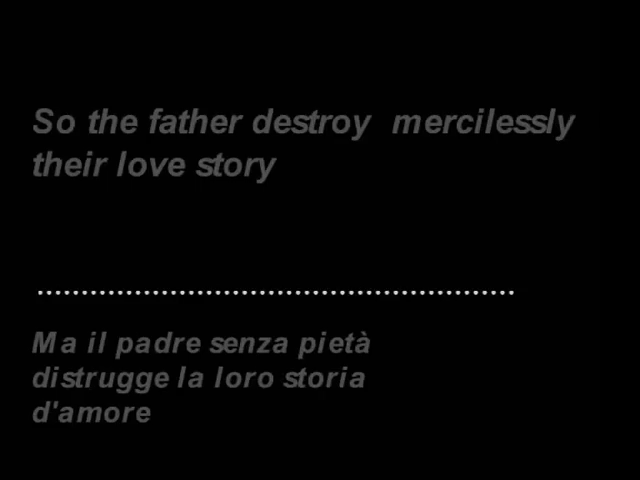 So the father destroy mercilessly
their love story
......................................................
Ma il padre senza pietà
distrugge la loro storia
d'amore